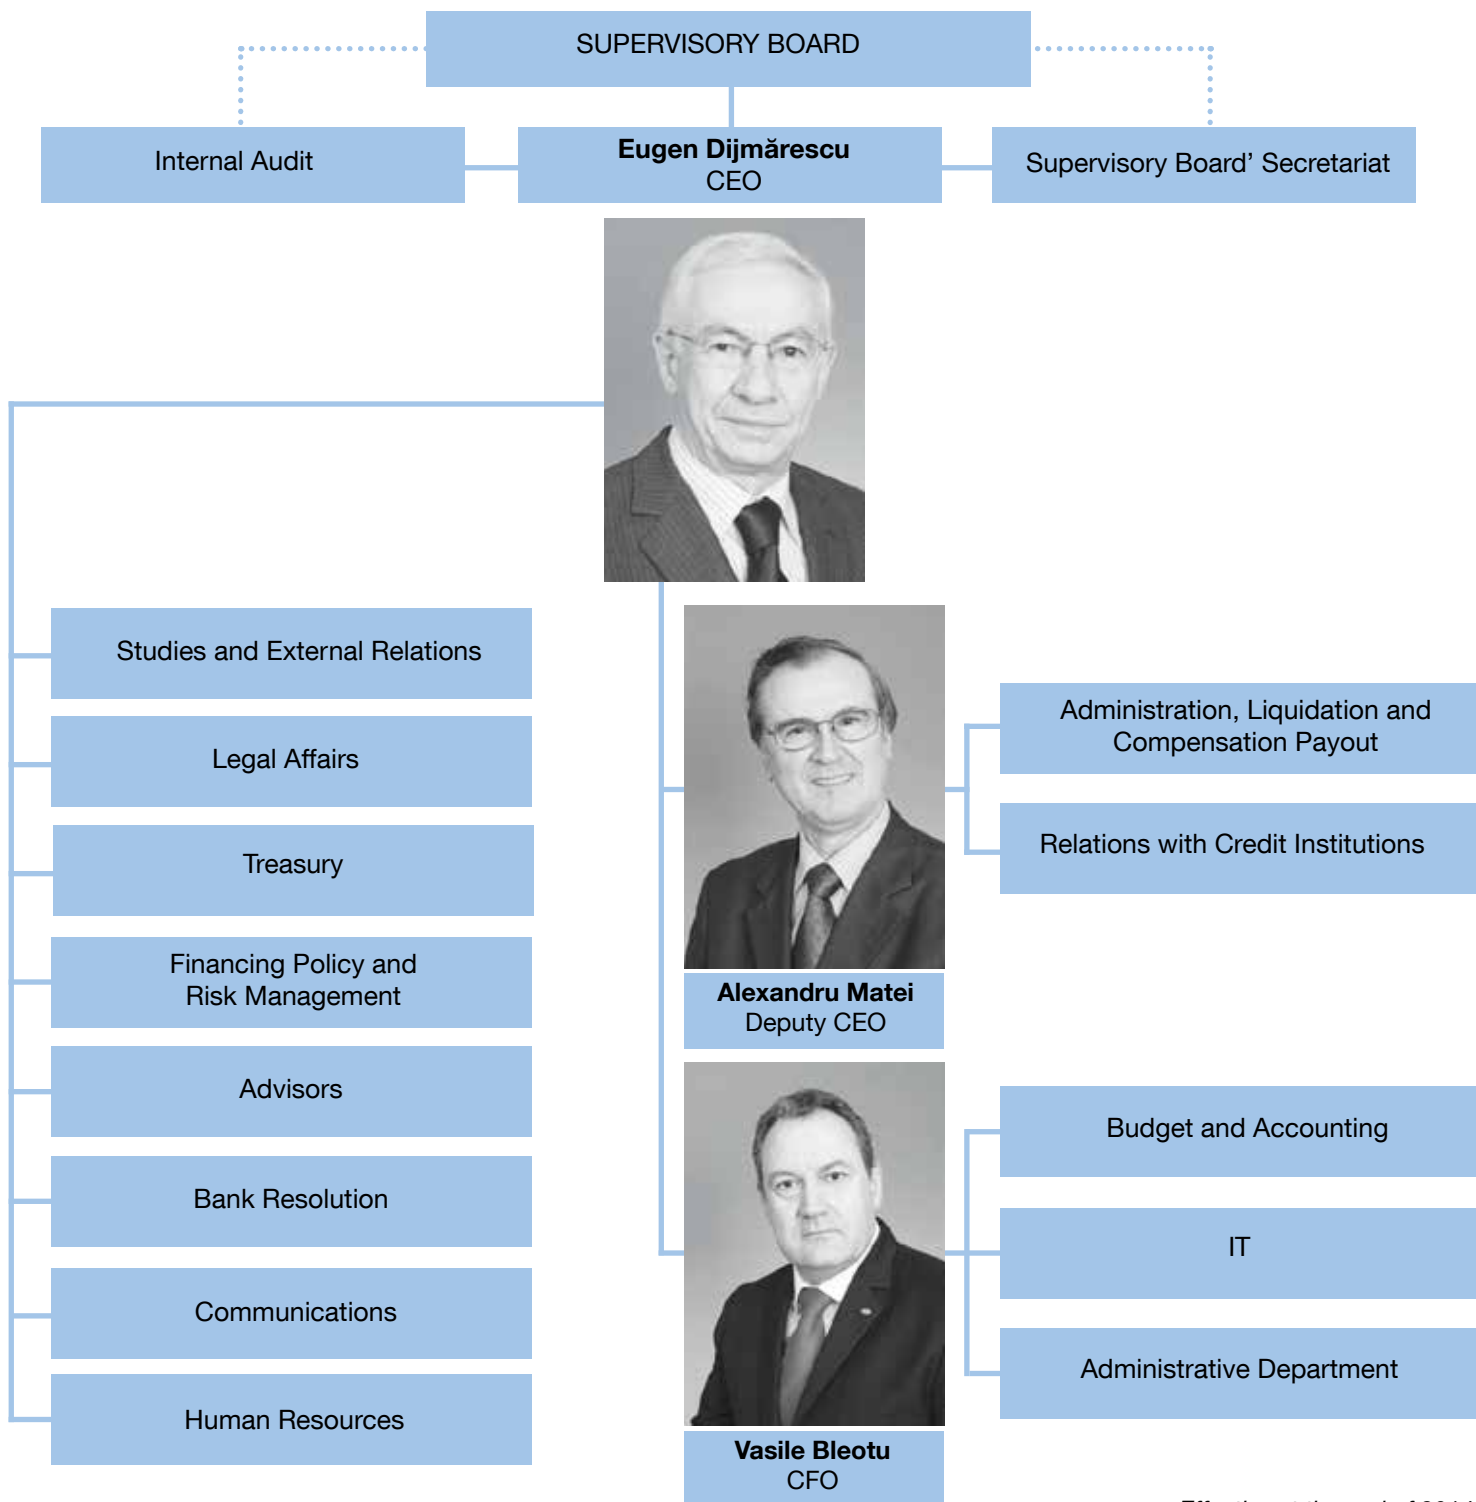 SUPERVISORY BOARD
Internal Audit
Eugen Dijmărescu
CEO
Supervisory Board’ Secretariat
Studies and External Relations
Legal Affairs
Treasury
Financing Policy and
Risk Management
Advisors
Bank Resolution
Communications
Human Resources
Alexandru Matei
Deputy CEO
Administration, Liquidation and
Compensation Payout
Relations with Credit Institutions
Vasile Bleotu
CFO
Budget and Accounting
IT
Administrative Department